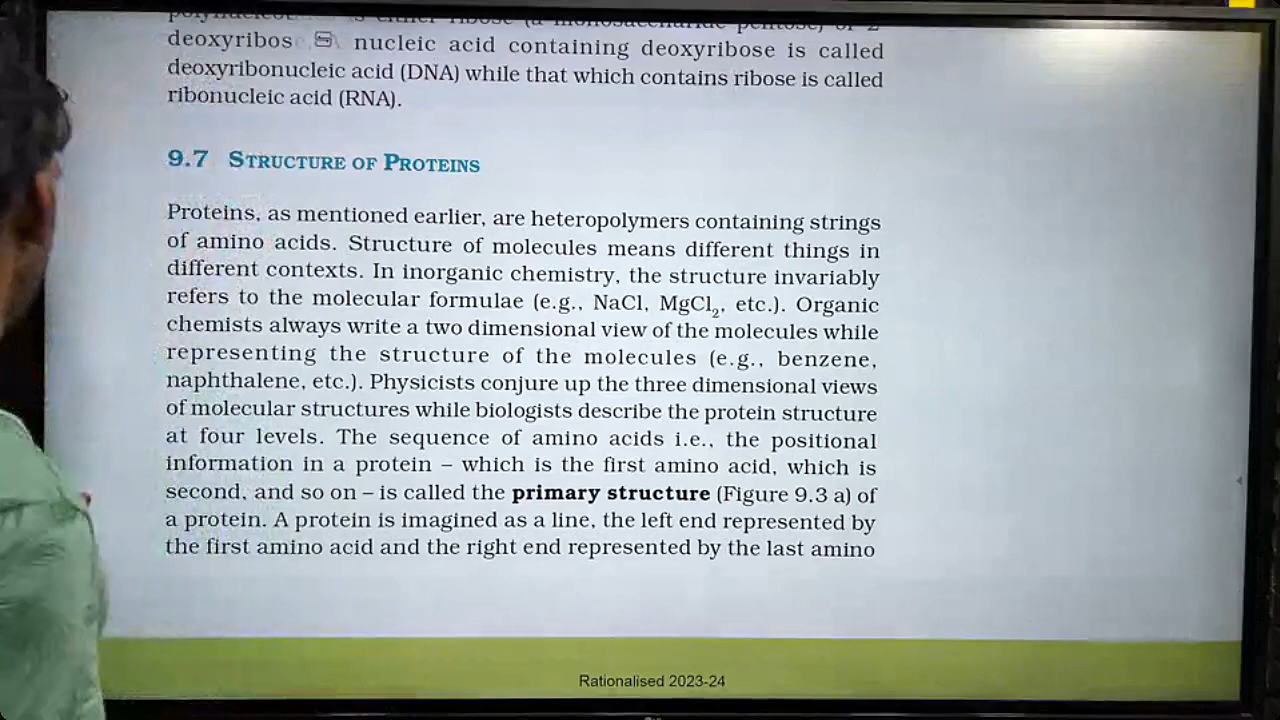 polynucleot is either ribose (a monosaccharide pentose) or 2
deoxyribos nucleic acid containing deoxyribose is called
deoxyribonucleic acid (DNA) while that which contains ribose is called
ribonucleic acid (RNA).
9.7 STRUCTURE OF PROTEINS
Proteins, as mentioned earlier, are heteropolymers containing strings
of amino acids. Structure of molecules means different things in
different contexts. In inorganic chemistry, the structure invariably
refers to the molecular formulae (e.g., NaCl, MgCl₂, etc.). Organic
chemists always write a two dimensional view of the molecules while
representing the structure of the molecules (e.g., benzene,
naphthalene, etc.). Physicists conjure up the three dimensional views
of molecular structures while biologists describe the protein structure
at four levels. The sequence of amino acids i.e., the positional
information in a protein – which is the first amino acid, which is
second, and so on – is called the primary structure (Figure 9.3 a) of
a protein. A protein is imagined as a line, the left end represented by
the first amino acid and the right end represented by the last amino
Rationalised 2023-24